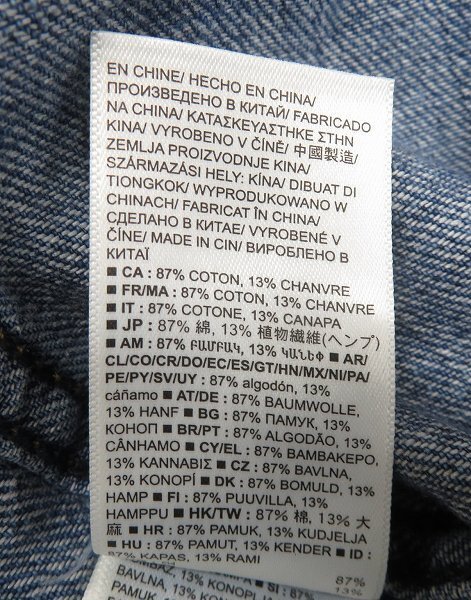 EN CHINE/ HECHO EN CHINA/
ПРОИЗВЕДЕНО В КИТАЙ/ FABRICADO
NA CHINA/ ΚΑΤΑΣΚΕΥΑΣΤΗΚΕ ΣΤΗΝ
ΚΙΝΑ/ VYROBENO V ČÍNĚ/ 中國製造/
ZEMLJA PROIZVODNJE KINA/
SZÁRMAZÁSI HELY: KÍNA/ DIBUAT DI
TIONGKOK/ WYPRODUKOWANO W
CHINACH/ FABRICAT ÎN CHINA/
СДЕЛАНО В КИТАЕ/ VYROBENÉ V
ČÍNE/ MADE IN CIN/ ВИРОБЛЕНО В
КИТАЇ
■ CA : 87% COTON, 13% CHANVRE
■ FR/MA : 87% COTON, 13% CHANVRE
■ IT : 87% COTONE, 13% CANAPA
■ JP : 87% 綿, 13% 植物繊維(ヘンプ)
■ AM : 87% ԲԱՄԲԱԿ, 13% ԿԱՆԵՓ ■ AR/
CL/CO/CR/DO/EC/ES/GT/HN/MX/NI/PA/
PE/PY/SV/UY : 87% algodón, 13%
cáñamo ■ AT/DE : 87% BAUMWOLLE,
13% HANF ■ BG : 87% ПАМУК, 13%
КОНОП ■ BR/PT : 87% ALGODÃO, 13%
CÂNHAMO ■ CY/EL : 87% ΒΑΜΒΑΚΕΡΟ,
13% ΚΑΝΝΑΒΙΣ ■ CZ : 87% BAVLNA,
13% KONOPÍ ■ DK : 87% BOMULD, 13%
HAMP ■ FI : 87% PUUVILLA, 13%
HAMPPU ■ HK/TW : 87% 棉, 13% 大
麻 ■ HR : 87% PAMUK, 13% KUDJELJA
■ HU : 87% PAMUT, 13% KENDER ■ ID :
87% KAPAS, 13% RAMI
87%
13%
BAVLNA, 13% KONOP
PAMUK